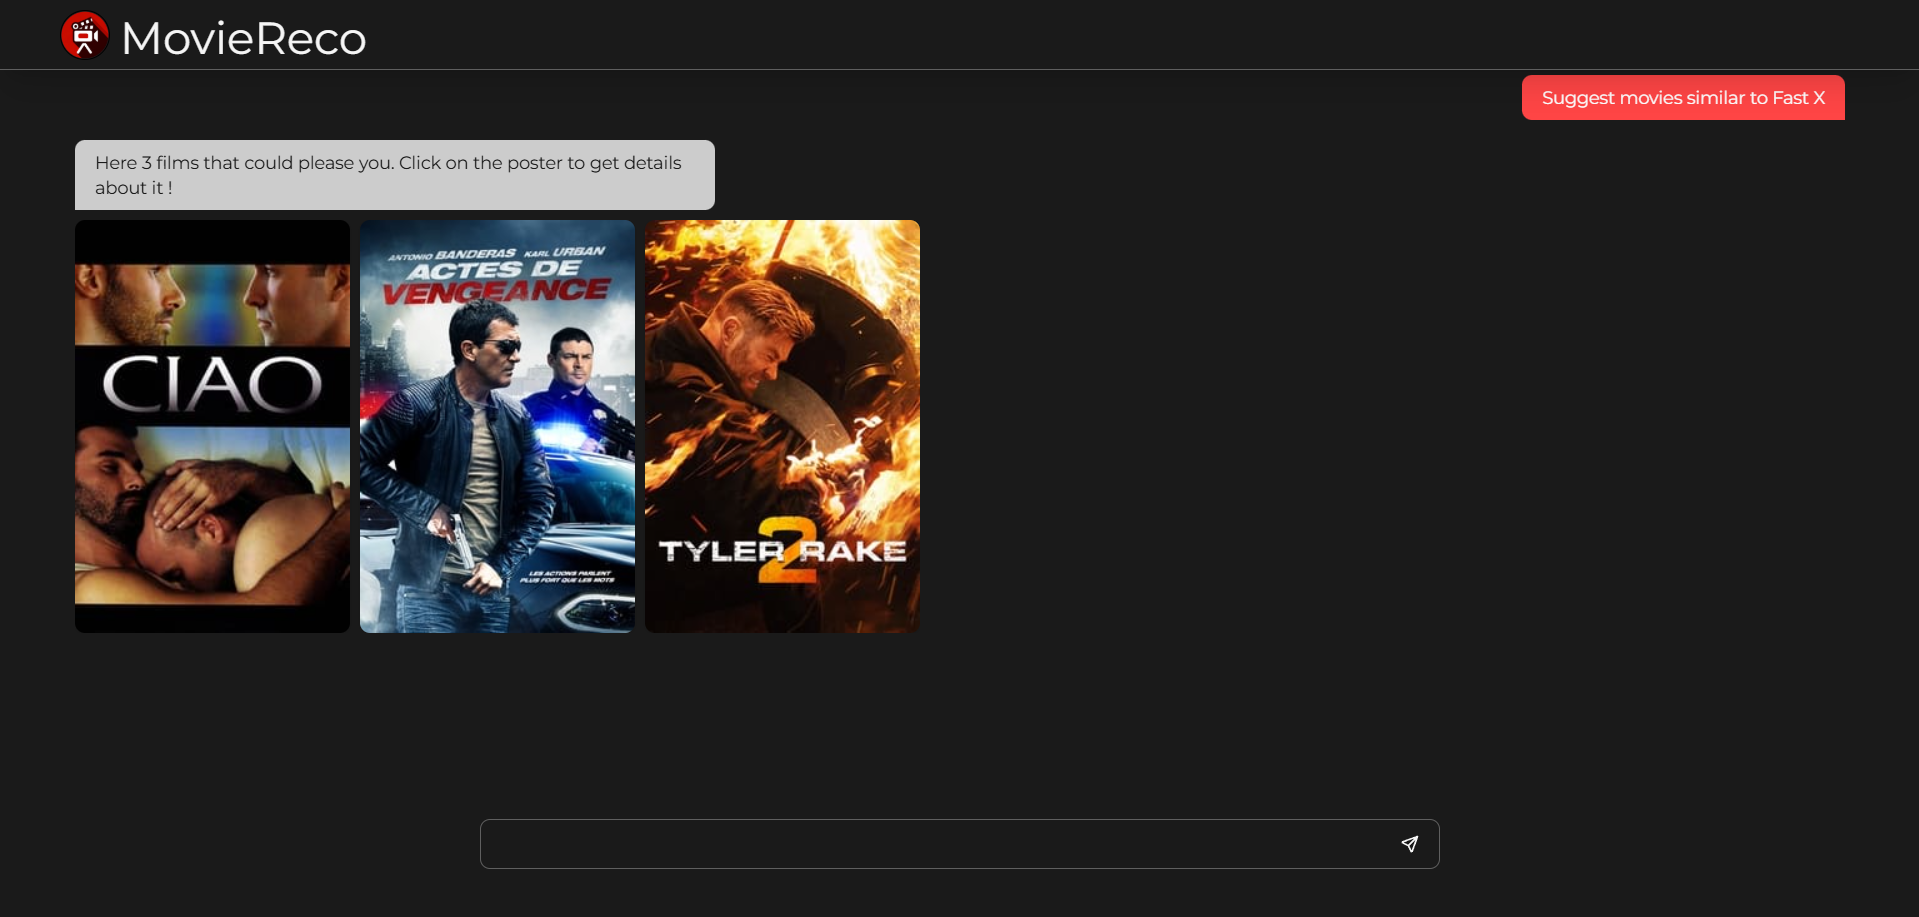 MovieReco
Suggest movies similar to Fast X
Here 3 films that could please you. Click on the poster to get details
about it !
CIAO
ANTONIO BANDERAS KARL URBAN
ACTES DE
VENGEANCE
LES ACTIONS PARLENT
PLUS FORT QUE LES MOTS
TYLER RAKE
2